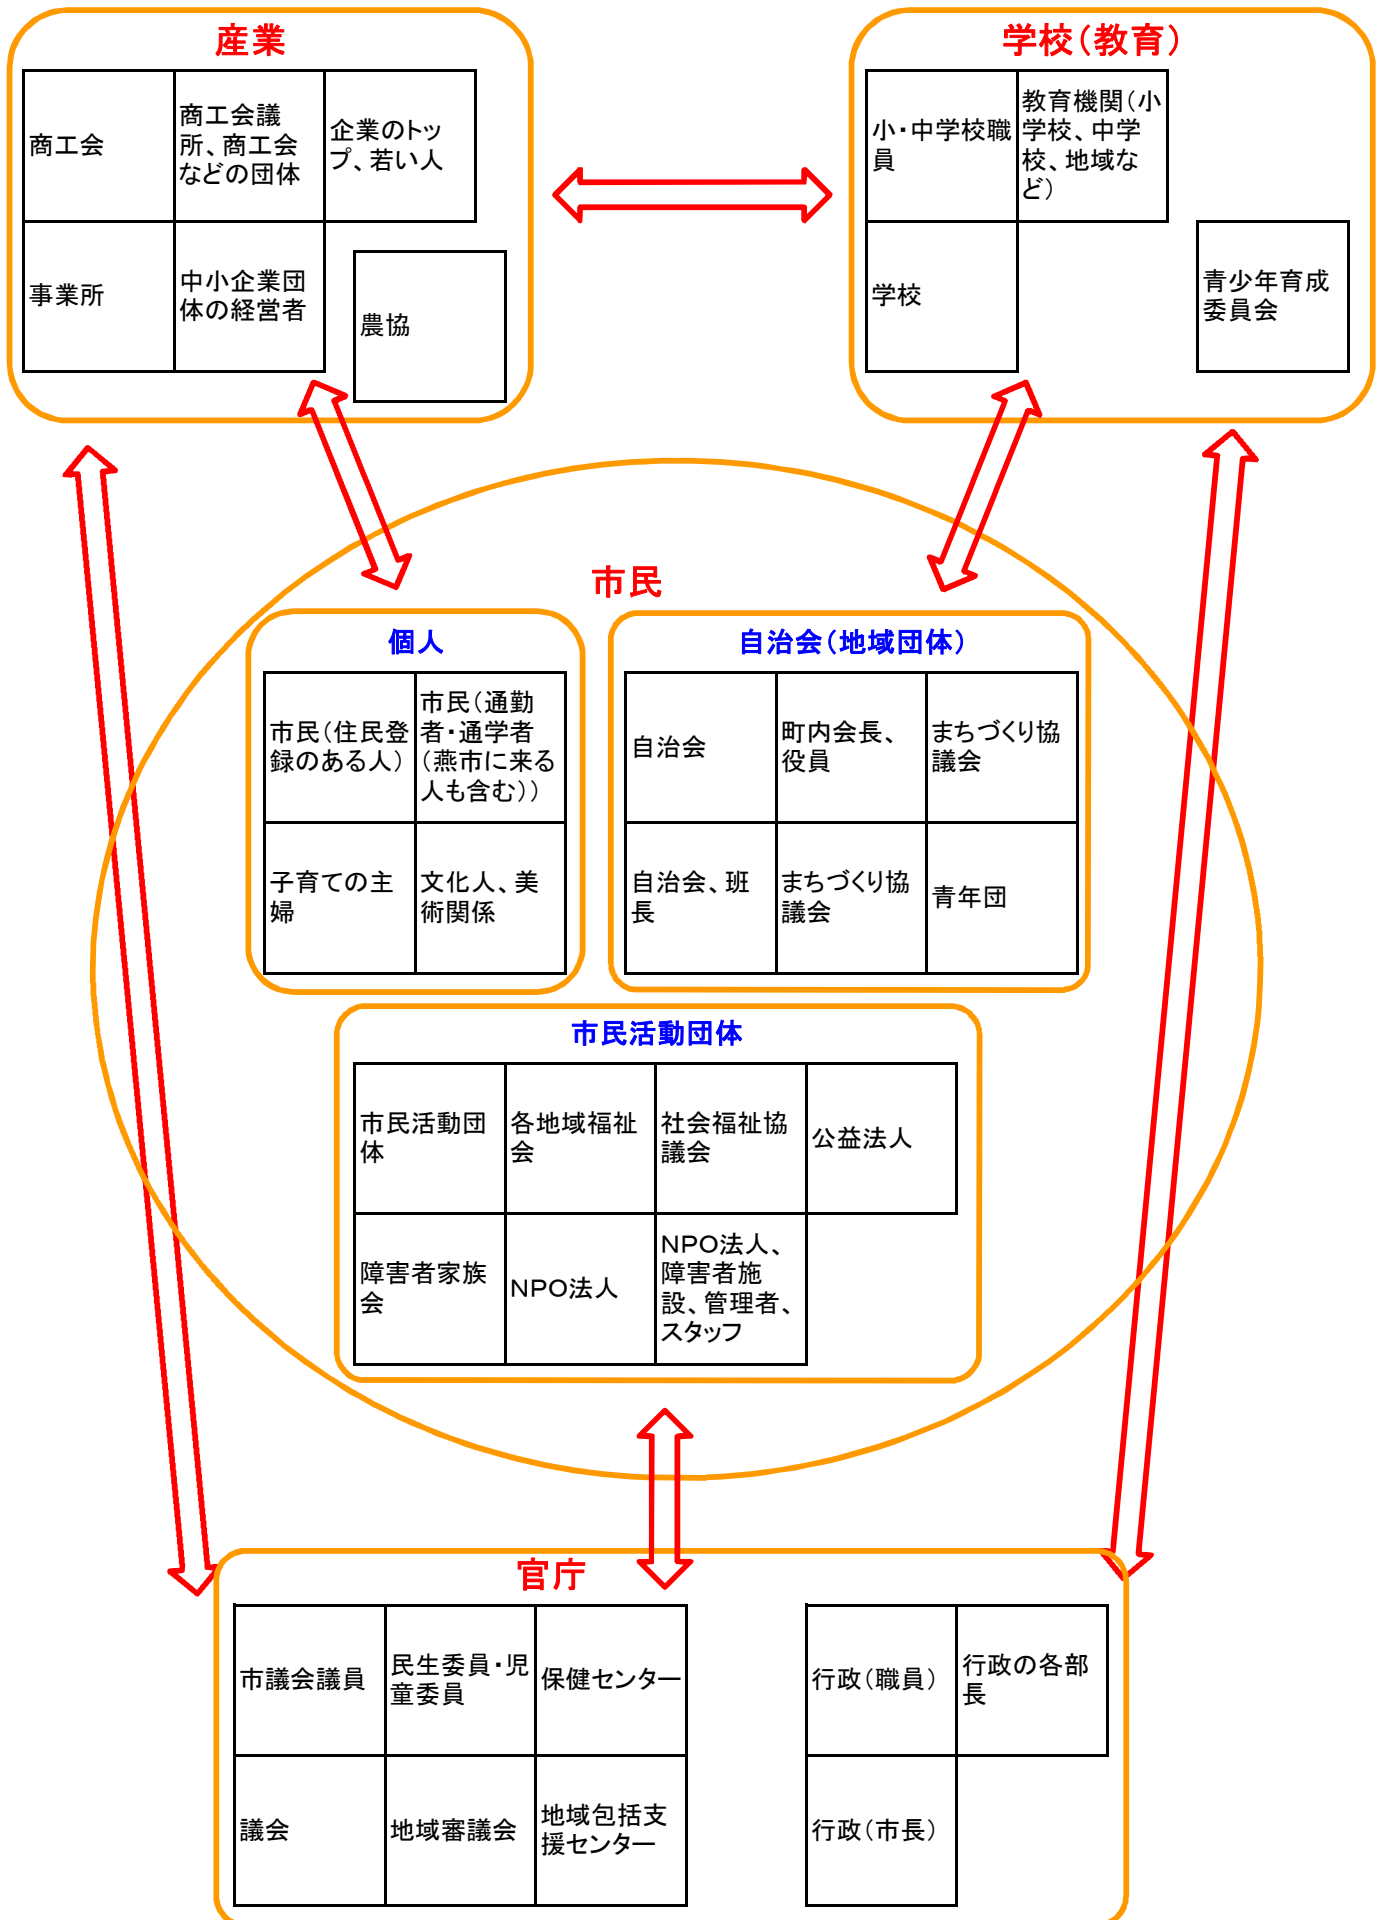 産業
商工会
商工会議
所、商工会
などの団体
企業のトッ
プ、若い人
事業所
中小企業団
体の経営者
農協
学校（教育）
小・中学校職
員
教育機関（小
学校、中学
校、地域な
ど）
学校
青少年育成
委員会
市民
個人
市民（住民登
録のある人）
市民（通勤
者・通学者
（燕市に来る
人も含む））
子育ての主
婦
文化人、美
術関係
自治会（地域団体）
自治会
町内会長、
役員
まちづくり協
議会
自治会、班
長
まちづくり協
議会
青年団
市民活動団体
市民活動団
体
各地域福祉
会
社会福祉協
議会
公益法人
障害者家族
会
NPO法人
NPO法人、
障害者施
設、管理者、
スタッフ
官庁
市議会議員
民生委員・児
童委員
保健センター
議会
地域審議会
地域包括支
援センター
行政（職員）
行政の各部
長
行政（市長）